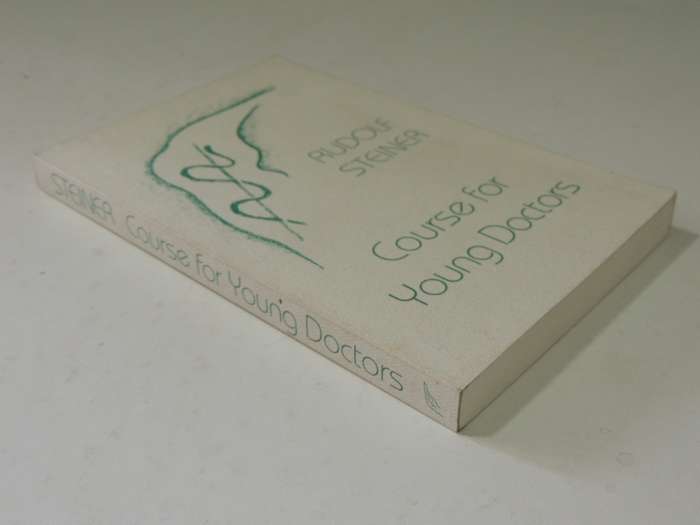 RUDOLF
STEINER
Course for
Young Doctors
STEINER Course for Young Doctors